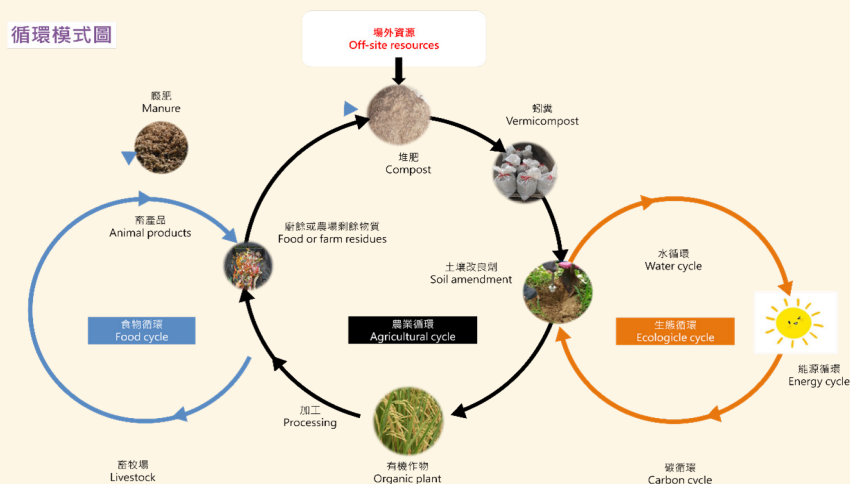 循環模式圖
場外資源
Off-site resources
廄肥
Manure
蚓糞
Vermicompost
堆肥
Compost
畜產品
Animal products
廚餘或農場剩餘物質
Food or farm residues
土壤改良劑
Soil amendment
水循環
Water cycle
食物循環
Food cycle
農業循環
Agricultural cycle
生態循環
Ecologicle cycle
能源循環
Energy cycle
加工
Processing
畜牧場
Livestock
有機作物
Organic plant
碳循環
Carbon cycle